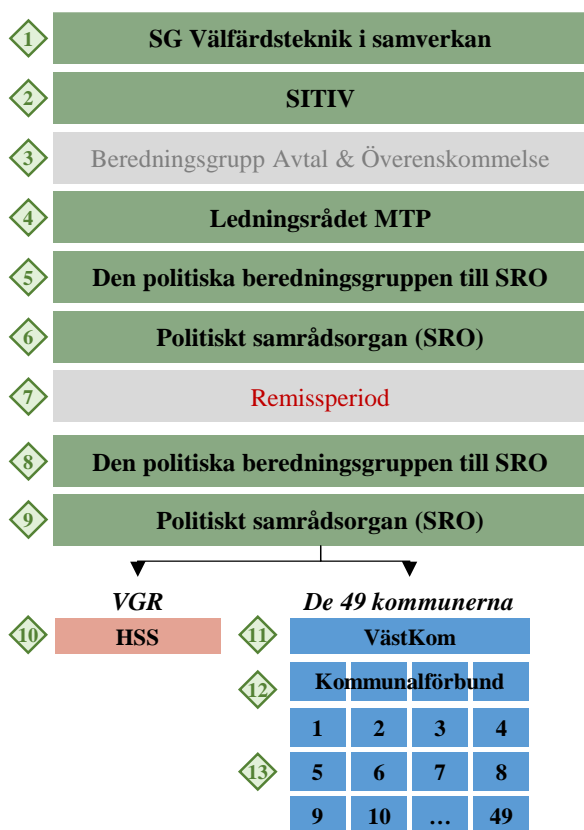 1 SG Välfärdsteknik i samverkan
2 SITIV
3 Beredningsgrupp Avtal & Överenskommelse
4 Ledningsrådet MTP
5 Den politiska beredningsgruppen till SRO
6 Politiskt samrådsorgan (SRO)
7 Remissperiod
8 Den politiska beredningsgruppen till SRO
9 Politiskt samrådsorgan (SRO)
VGR De 49 kommunerna
10 HSS 11 VästKom
12 Kommunalförbund
1 2 3 4
13 5 6 7 8
9 10 … 49